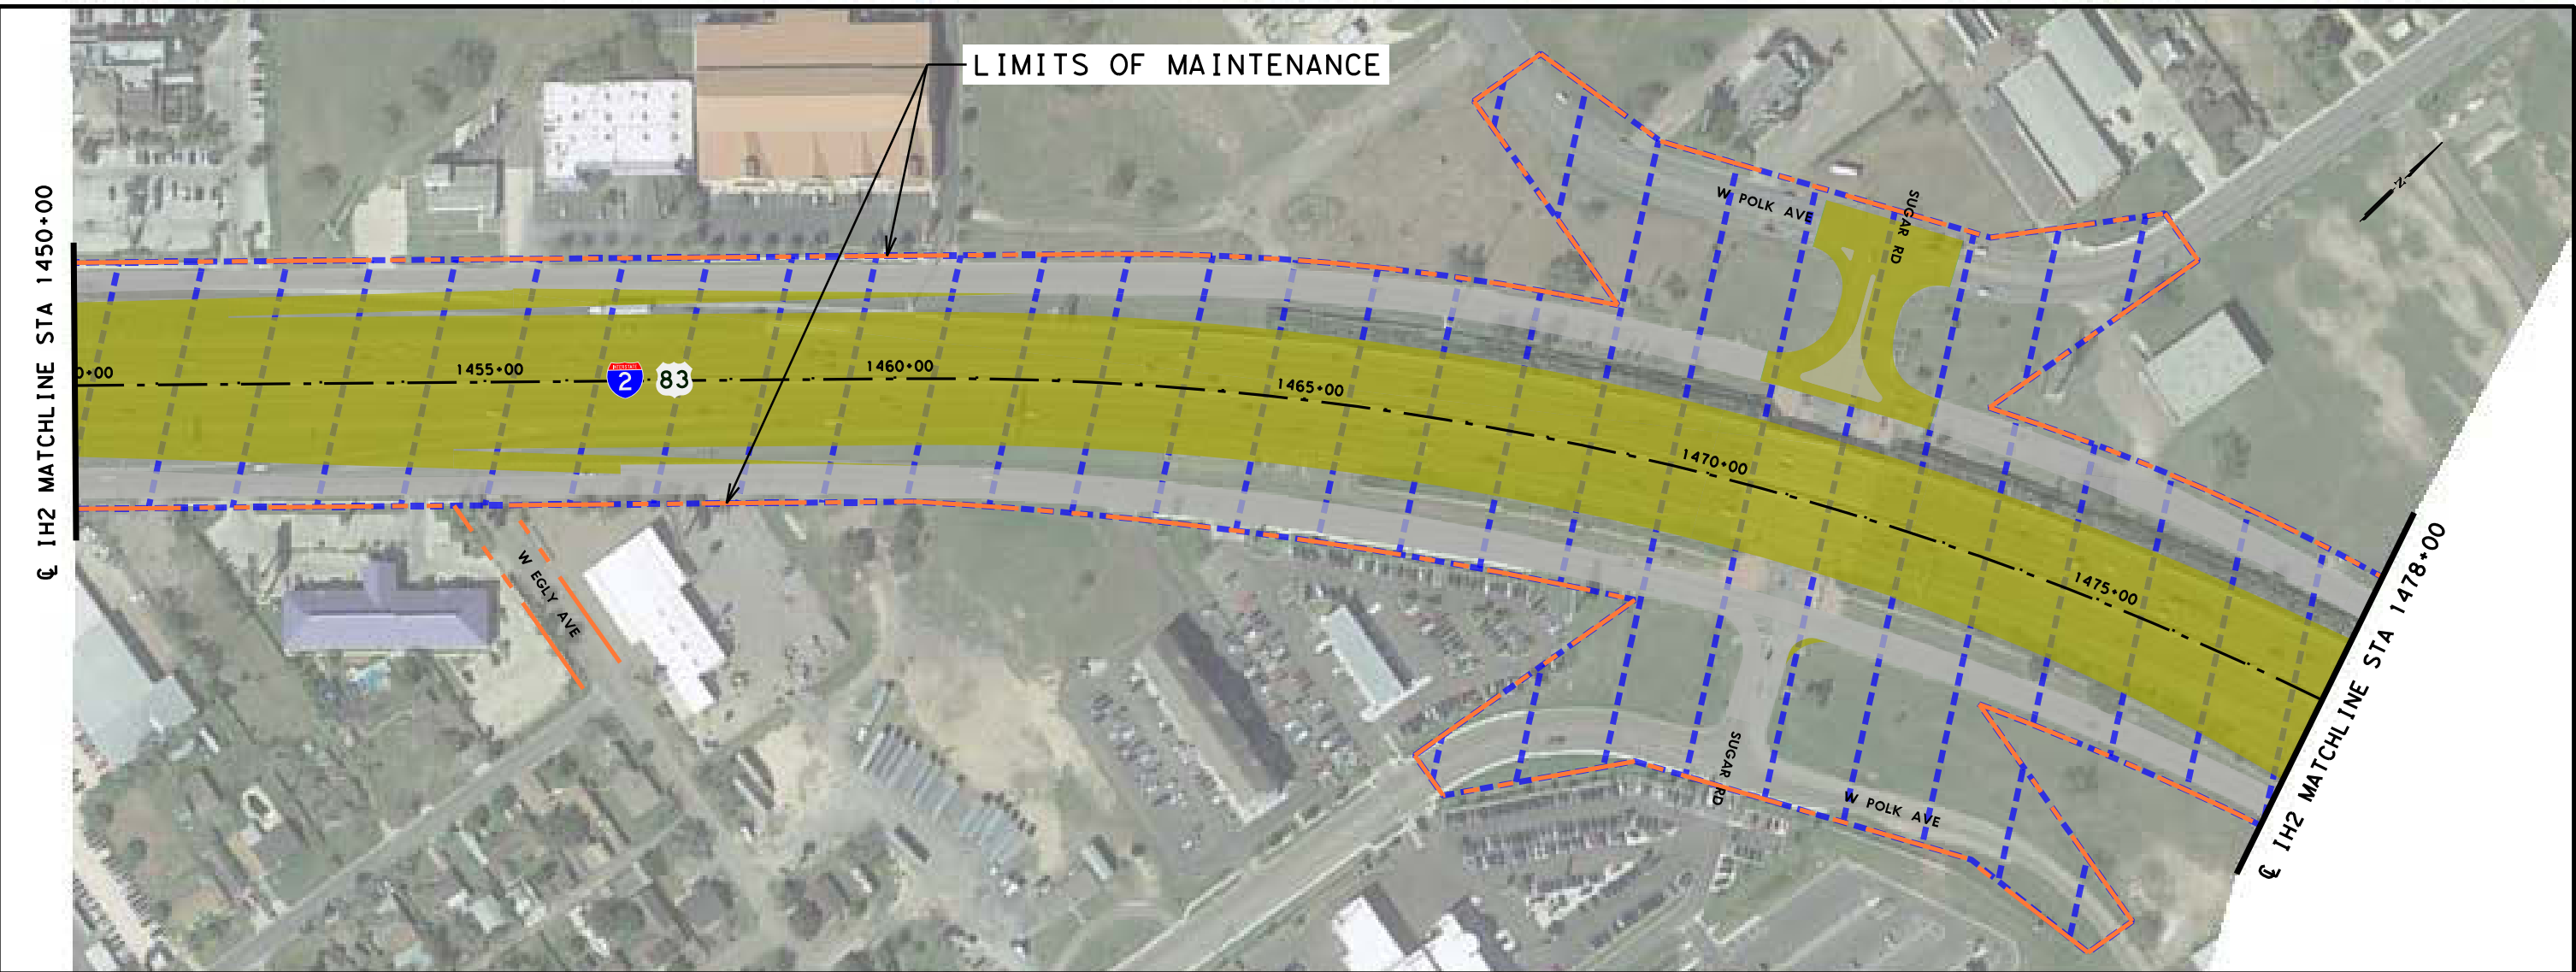 LIMITS OF MAINTENANCE
℄ IH2 MATCHLINE STA 1450+00
0+00
1455+00
2
83
1460+00
1465+00
1470+00
1475+00
W POLK AVE
SUGAR RD
N
W EGLY AVE
SUGAR RD
W POLK AVE
℄ IH2 MATCHLINE STA 1478+00